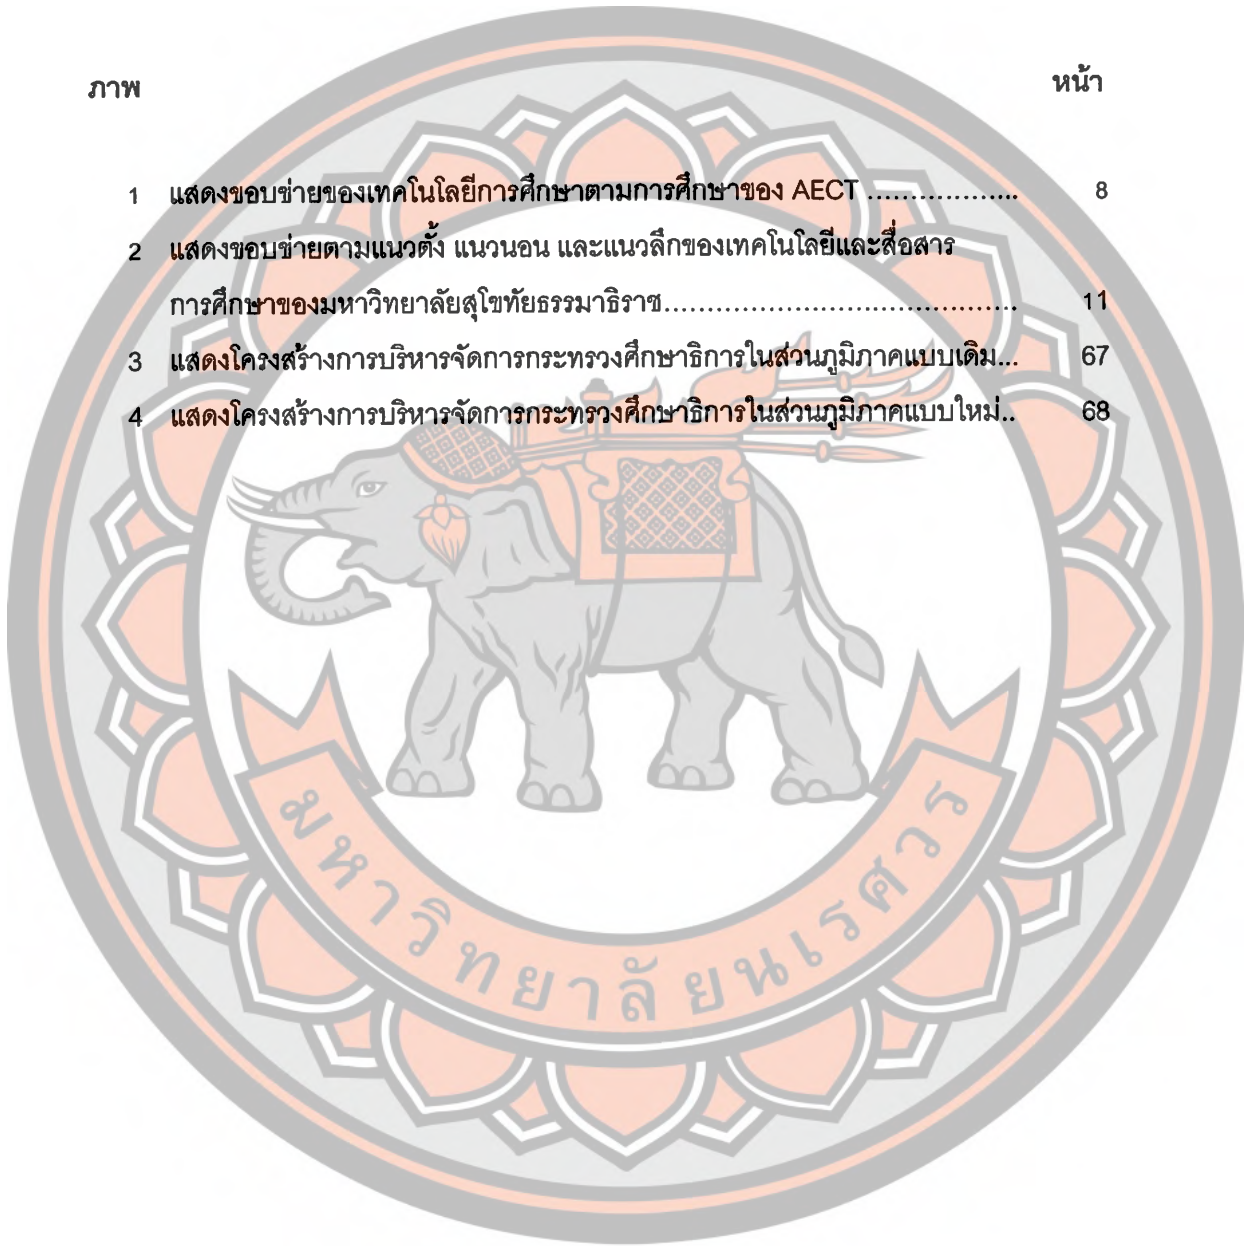 ภาพ หน้า
1 แสดงขอบข่ายของเทคโนโลยีการศึกษาตามการศึกษาของ AECT .................. 8
2 แสดงขอบข่ายตามแนวตั้ง แนวนอน และแนวลึกของเทคโนโลยีและสื่อสาร
การศึกษาของมหาวิทยาลัยสุโขทัยธรรมาธิราช....................................... 11
3 แสดงโครงสร้างการบริหารจัดการกระทรวงศึกษาธิการในส่วนภูมิภาคแบบเดิม... 67
4 แสดงโครงสร้างการบริหารจัดการกระทรวงศึกษาธิการในส่วนภูมิภาคแบบใหม่.. 68
มหาวิทยาลัยนเรศวร